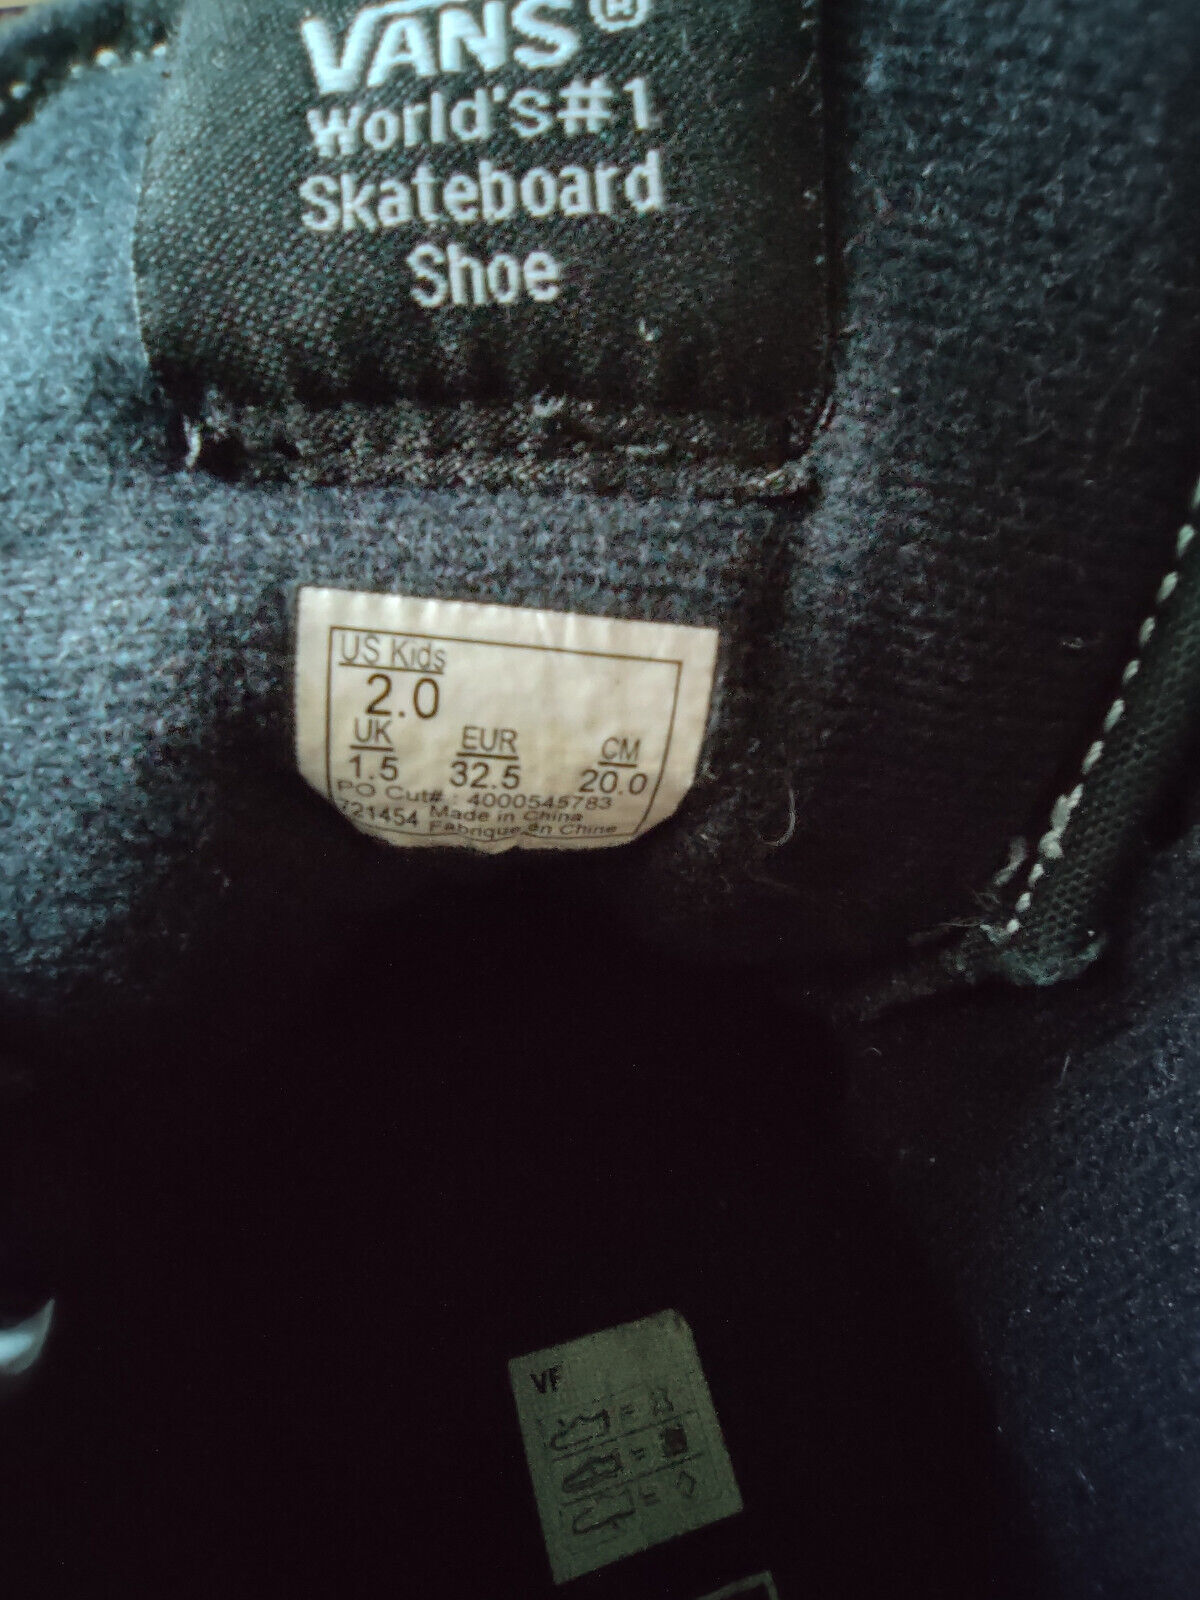 VANS®
World's#1
Skateboard
Shoe
US Kids
2.0
UK EUR CM
1.5 32.5 20.0
PO Cut# : 4000545783
721454 Made in China
Fabrique en Chine
VF